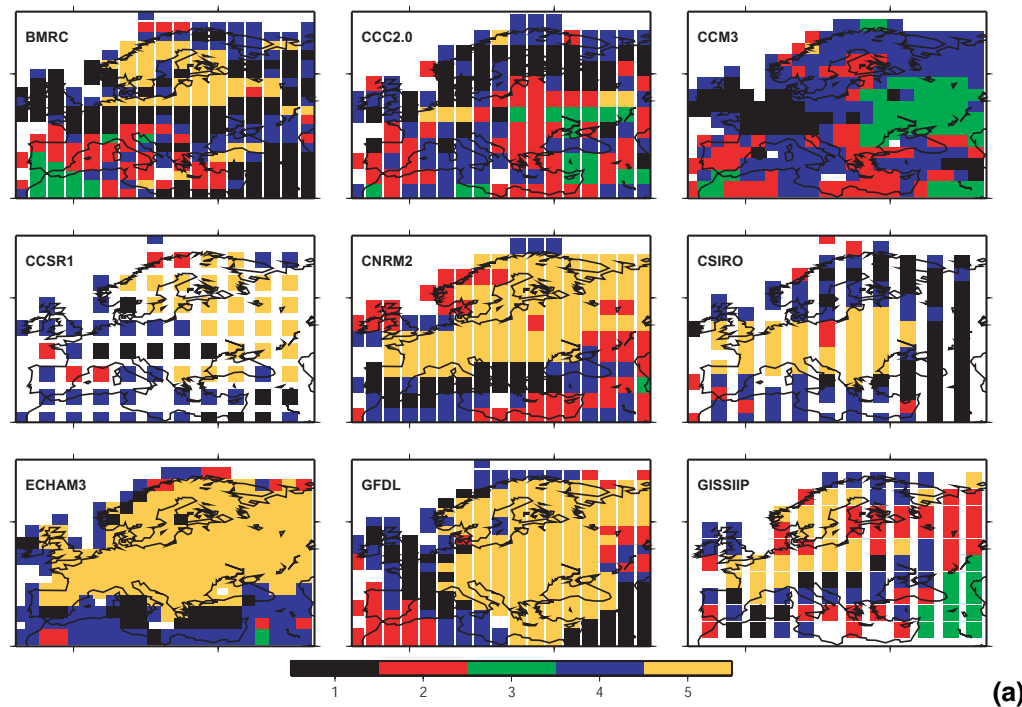 BMRC CCC2.0 CCM3
CCSR1 CNRM2 CSIRO
ECHAM3 GFDL GISSIIP
1 2 3 4 5
(a)